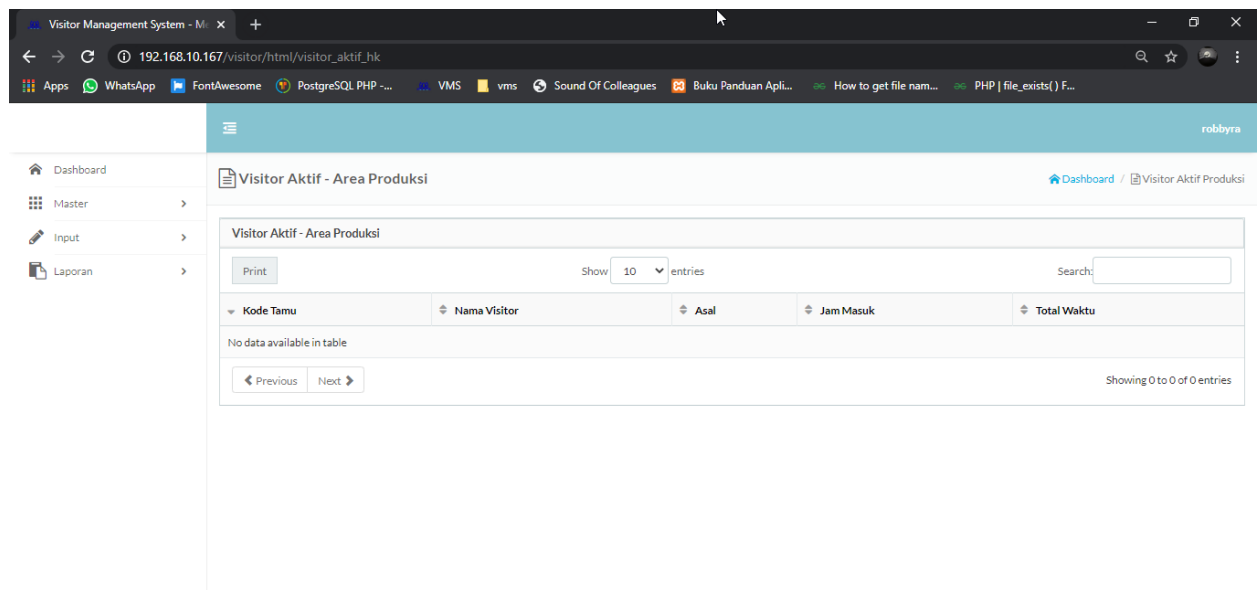 Visitor Management System - M
192.168.10.167/visitor/html/visitor_aktif_hk
Apps WhatsApp FontAwesome PostgreSQL PHP -... VMS vms Sound Of Colleagues Buku Panduan Apli... How to get file nam... PHP | file_exists( ) F...
robbyra
Dashboard
Master
Input
Laporan
Visitor Aktif - Area Produksi
Dashboard / Visitor Aktif Produksi
Visitor Aktif - Area Produksi
Print Show 10 entries Search:
Kode Tamu Nama Visitor Asal Jam Masuk Total Waktu
No data available in table
Previous Next Showing 0 to 0 of 0 entries